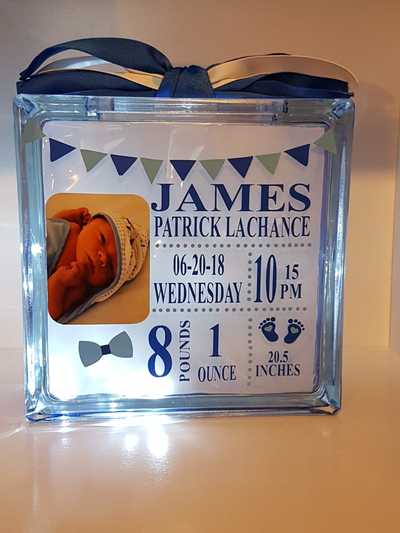 JAMES
PATRICK LACHANCE
06-20-18
WEDNESDAY
10 15
PM
8 POUNDS
1
OUNCE
20.5
INCHES